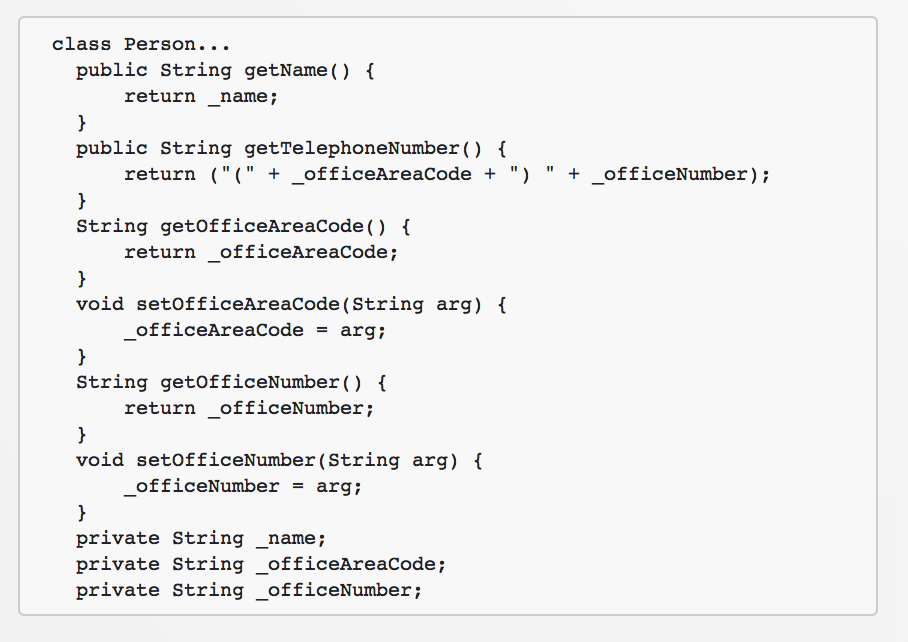 class Person...
  public String getName() {
      return _name;
  }
  public String getTelephoneNumber() {
      return ("(" + _officeAreaCode + ") " + _officeNumber);
  }
  String getOfficeAreaCode() {
      return _officeAreaCode;
  }
  void setOfficeAreaCode(String arg) {
      _officeAreaCode = arg;
  }
  String getOfficeNumber() {
      return _officeNumber;
  }
  void setOfficeNumber(String arg) {
      _officeNumber = arg;
  }
  private String _name;
  private String _officeAreaCode;
  private String _officeNumber;